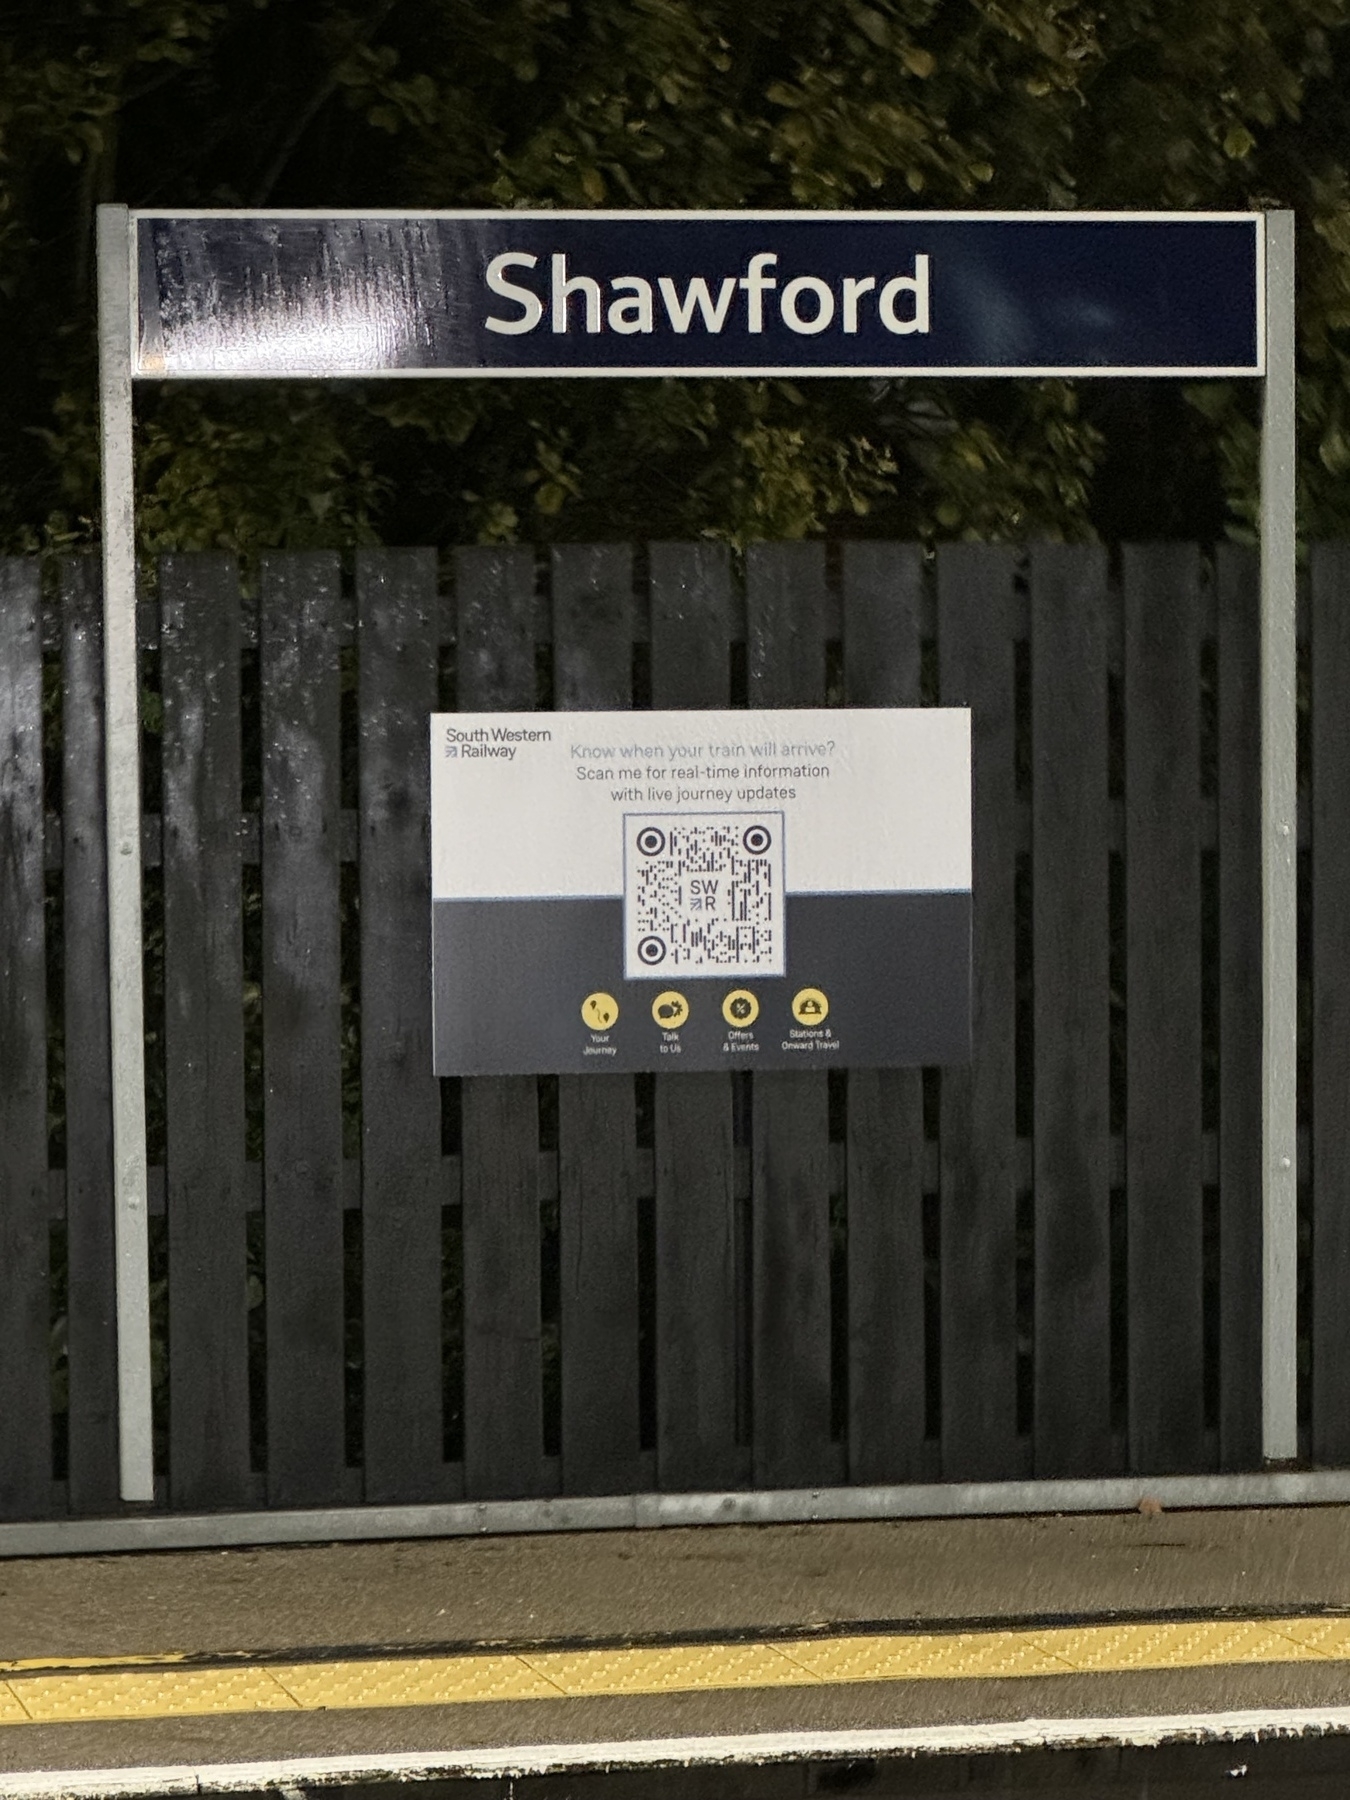 Shawford
South Western
Railway
Know when your train will arrive?
Scan me for real-time information
with live journey updates
SW
R
Your
Journey
Talk
to Us
Offers
& Events
Stations &
Onward Travel